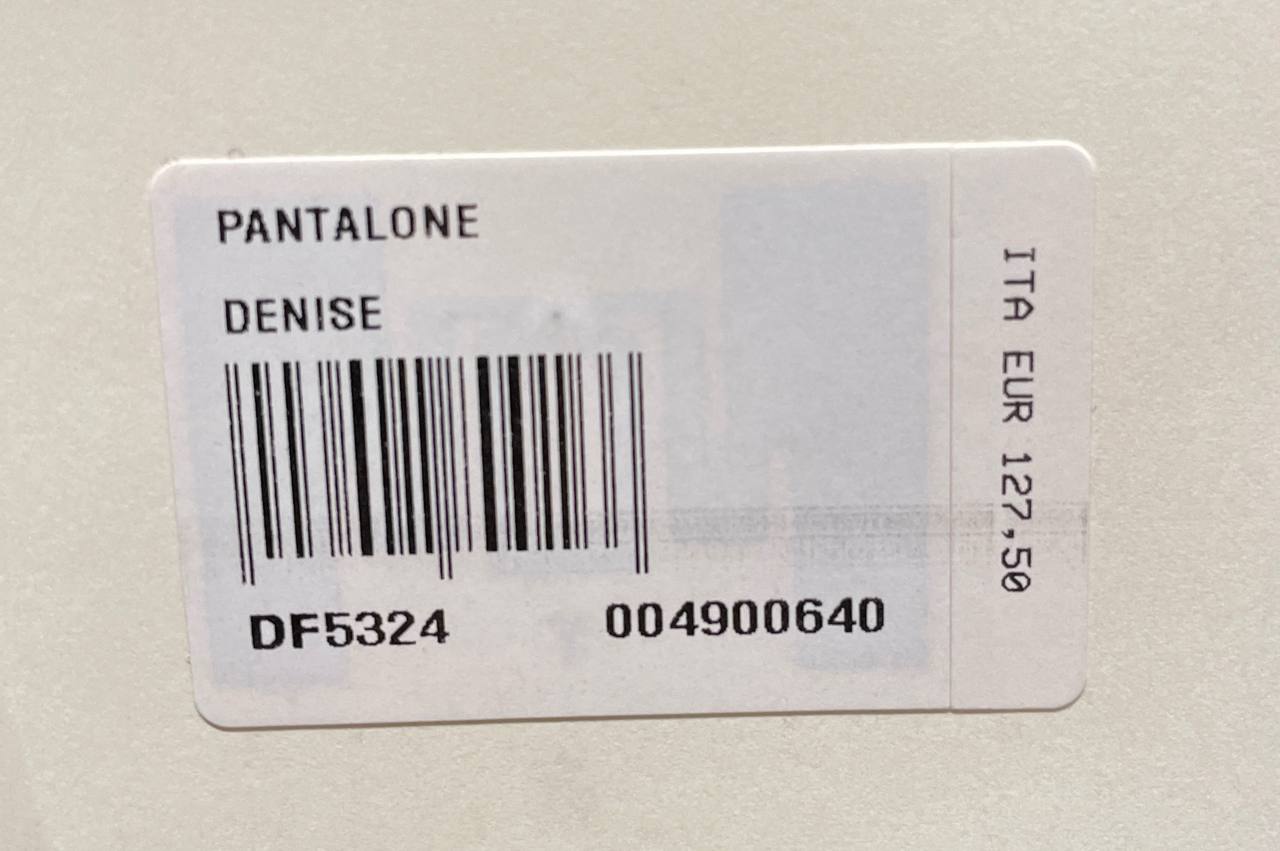 PANTALONE
DENISE
DF5324 004900640
ITA EUR 127,50